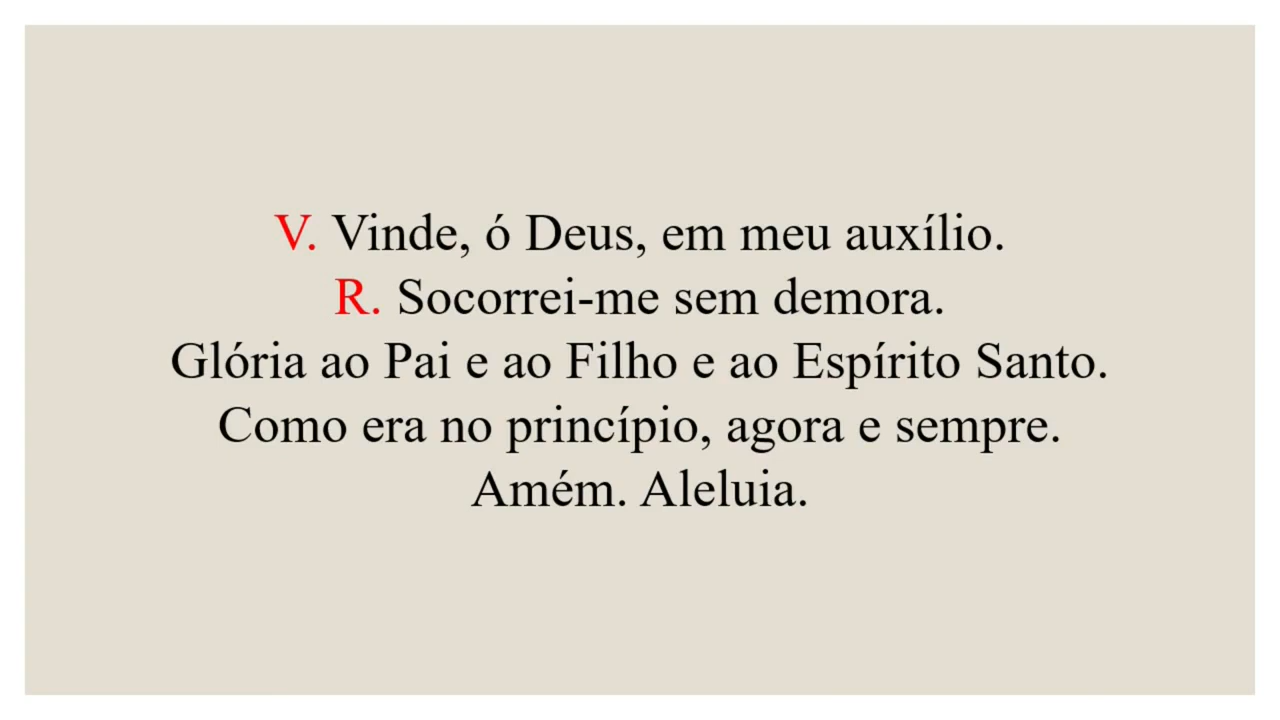 V. Vinde, ó Deus, em meu auxílio.
R. Socorrei-me sem demora.
Glória ao Pai e ao Filho e ao Espírito Santo.
Como era no princípio, agora e sempre.
Amém. Aleluia.